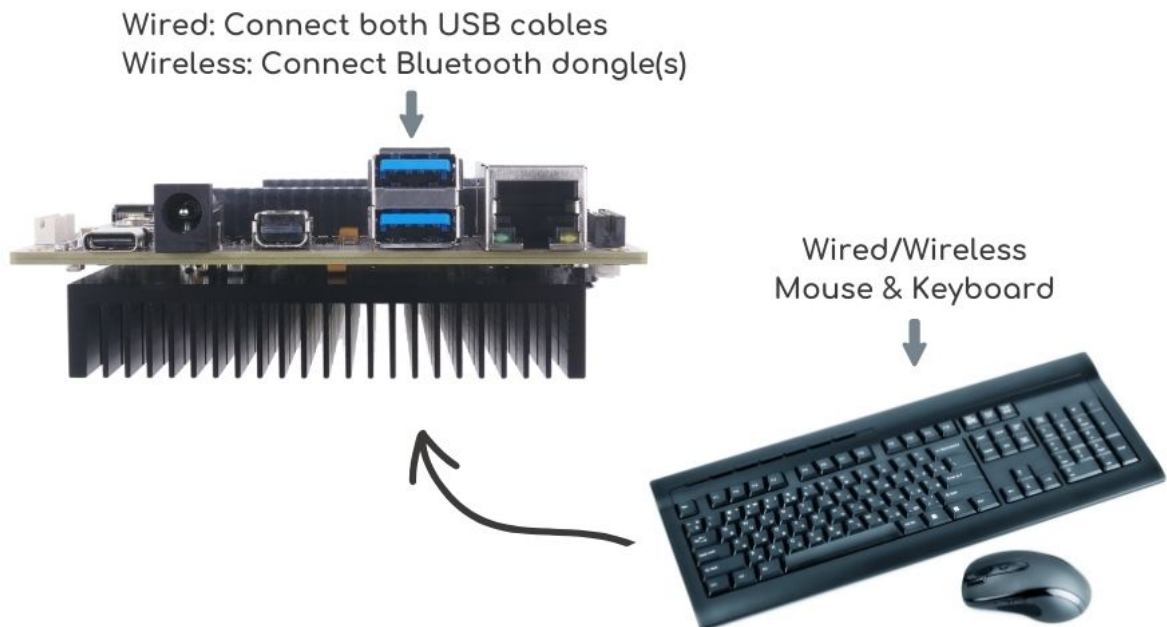 Wired: Connect both USB cables
Wireless: Connect Bluetooth dongle(s)
Wired/Wireless
Mouse & Keyboard